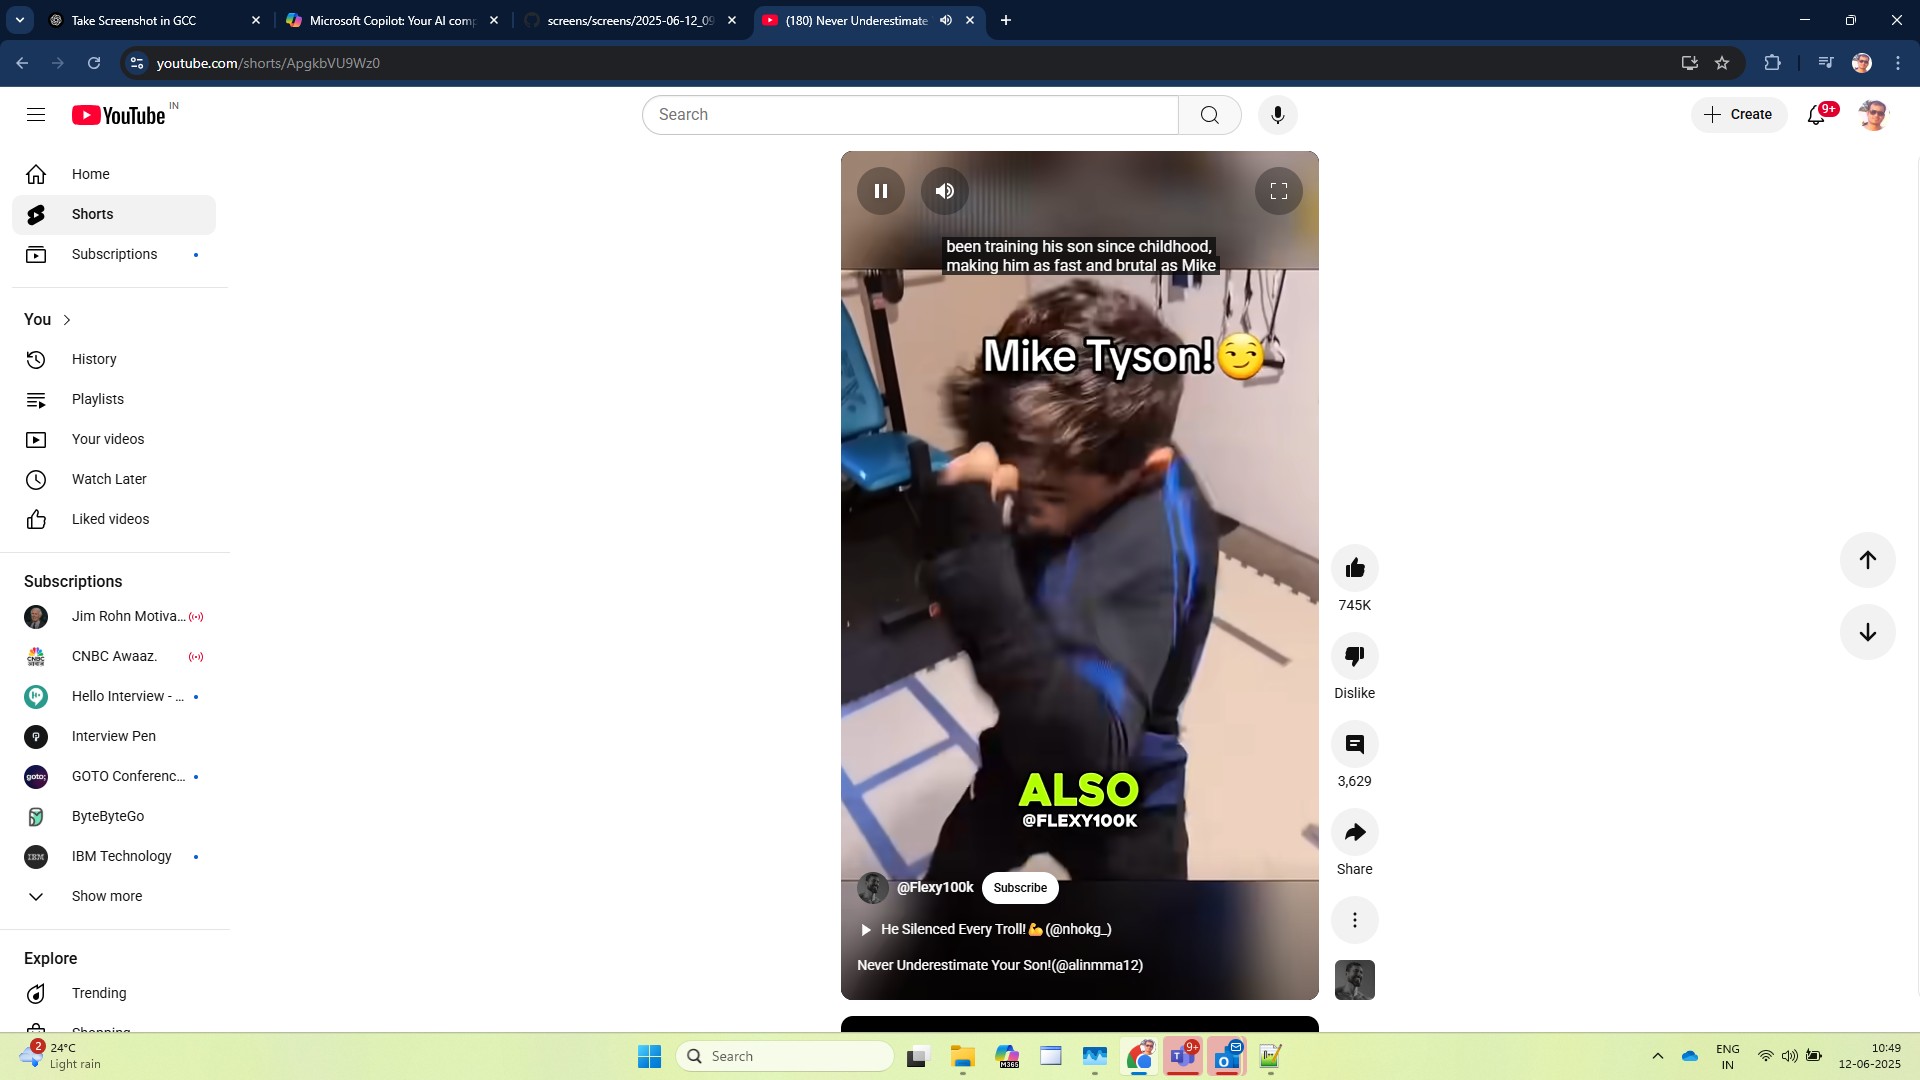 Take Screenshot in GCC
Microsoft Copilot: Your AI comp
screens/screens/2025-06-12_09
(180) Never Underestimate
youtube.com/shorts/ApgkbVU9Wz0
YouTube IN
Search
Create
9+
Home
Shorts
Subscriptions
You
History
Playlists
Your videos
Watch Later
Liked videos
Subscriptions
Jim Rohn Motiva...
CNBC Awaaz.
Hello Interview - ...
Interview Pen
GOTO Conferenc...
ByteByteGo
IBM Technology
Show more
Explore
Trending
Shopping
been training his son since childhood,
making him as fast and brutal as Mike
Mike Tyson!😏
ALSO
@FLEXY100K
@Flexy100k
Subscribe
He Silenced Every Troll!💪(@nhokg_)
Never Underestimate Your Son!(@alinmma12)
745K
Dislike
3,629
Share
2
24°C
Light rain
Search
M365
9+
ENG
IN
10:49
12-06-2025